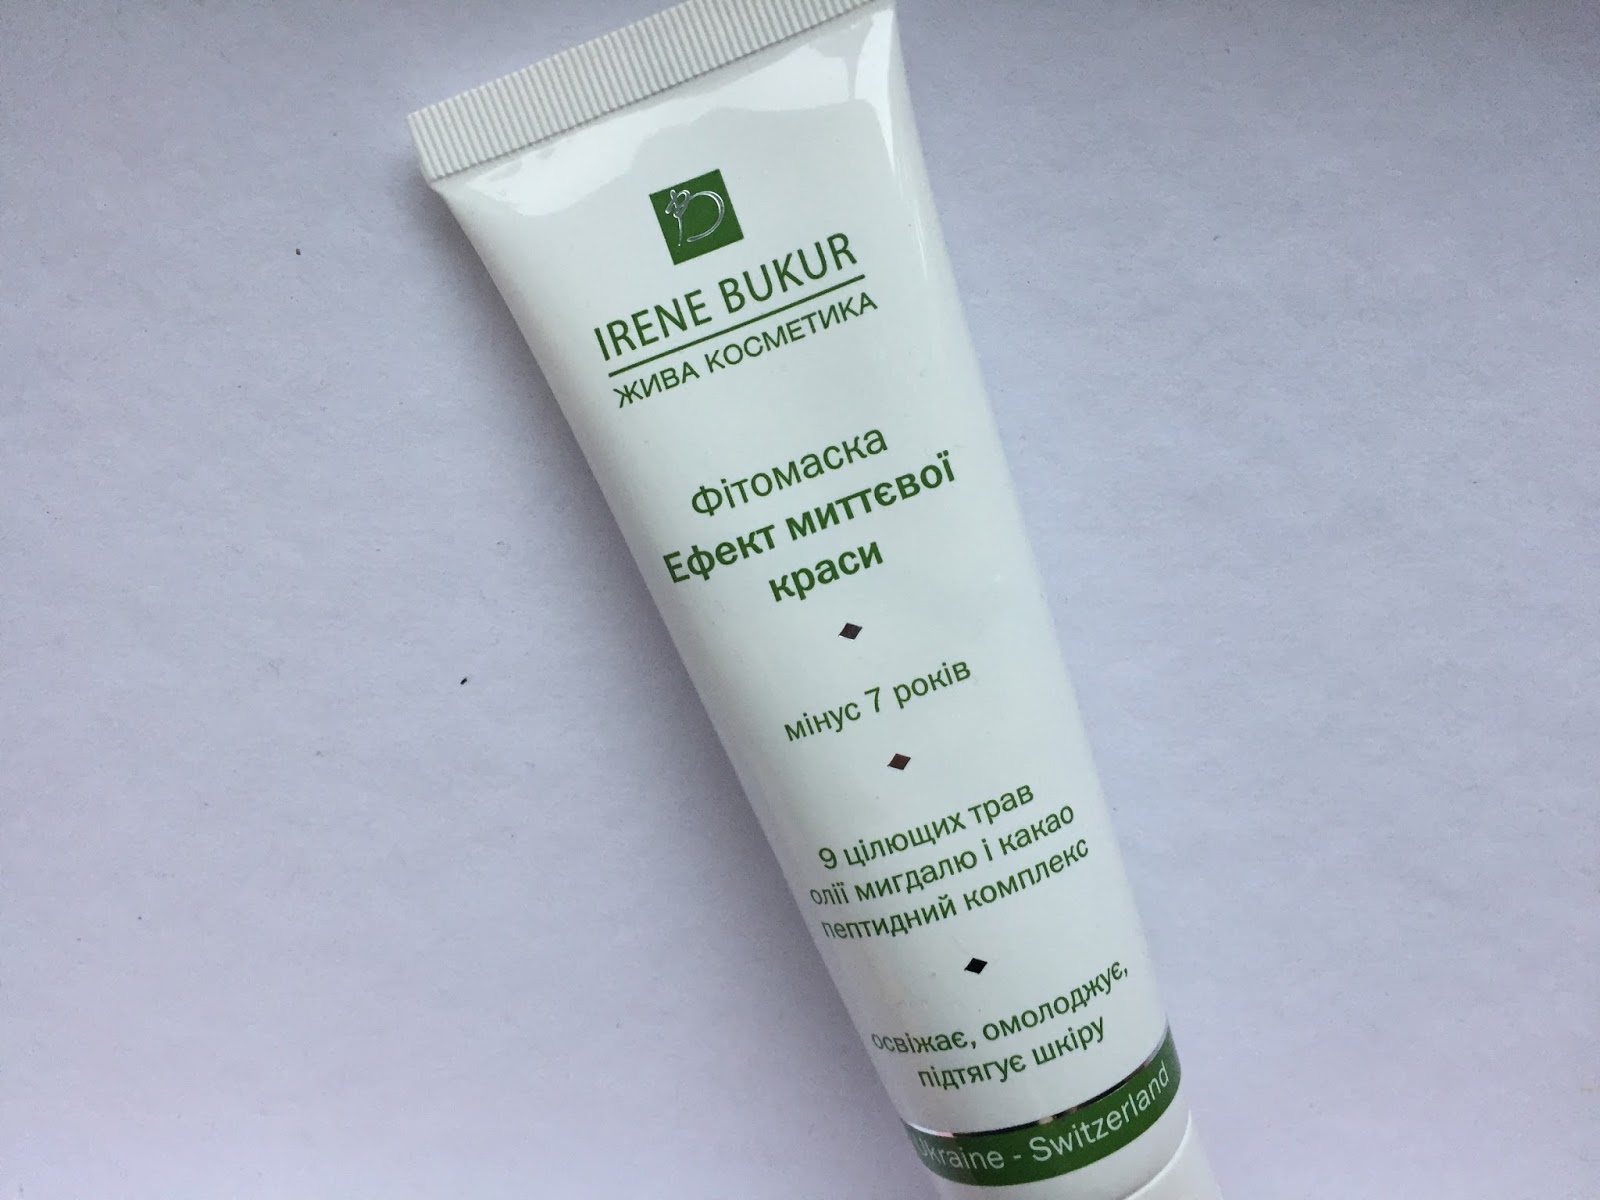 IRENE BUKUR
ЖИВА КОСМЕТИКА
Фітомаска
Ефект миттєвої
краси
мінус 7 років
9 цілющих трав
олії мигдалю і какао
пептидний комплекс
освіжає, омолоджує,
підтягує шкіру
Ukraine - Switzerland